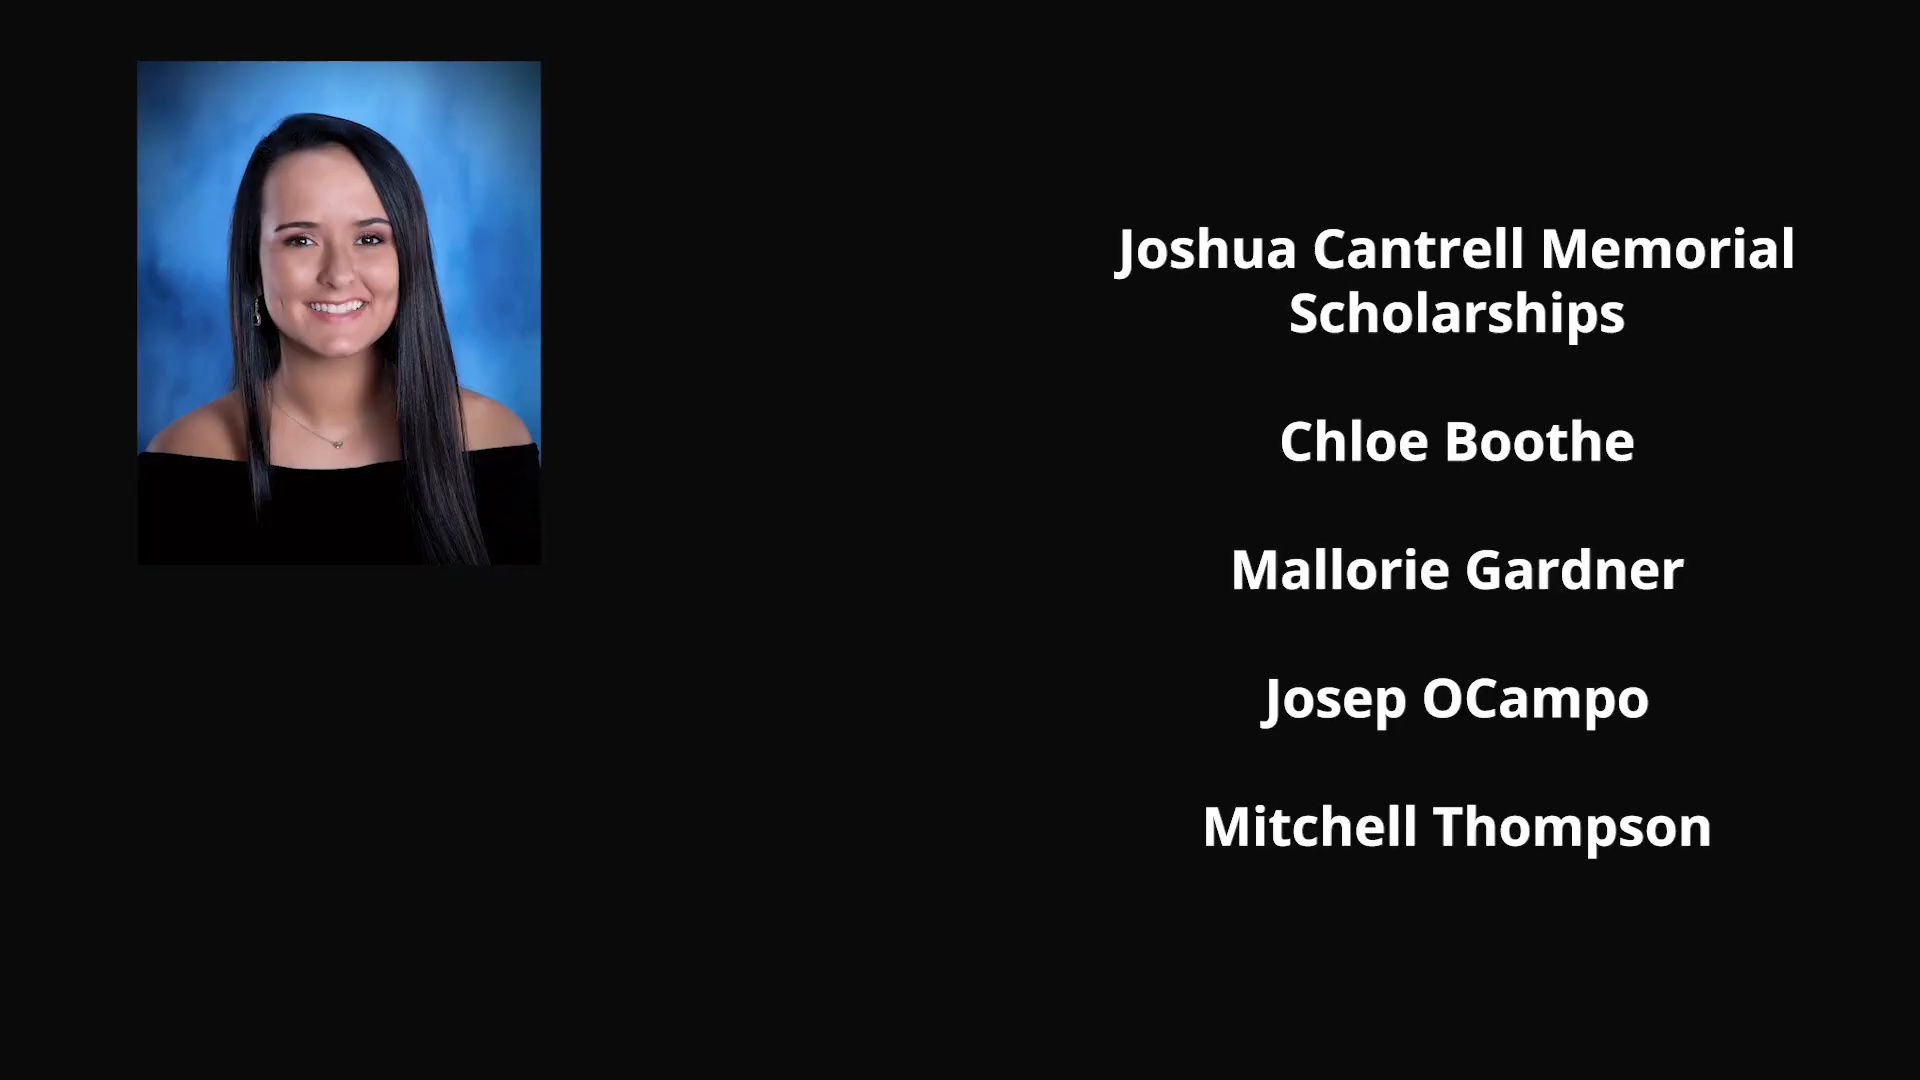 Joshua Cantrell Memorial
Scholarships
Chloe Boothe
Mallorie Gardner
Josep OCampo
Mitchell Thompson